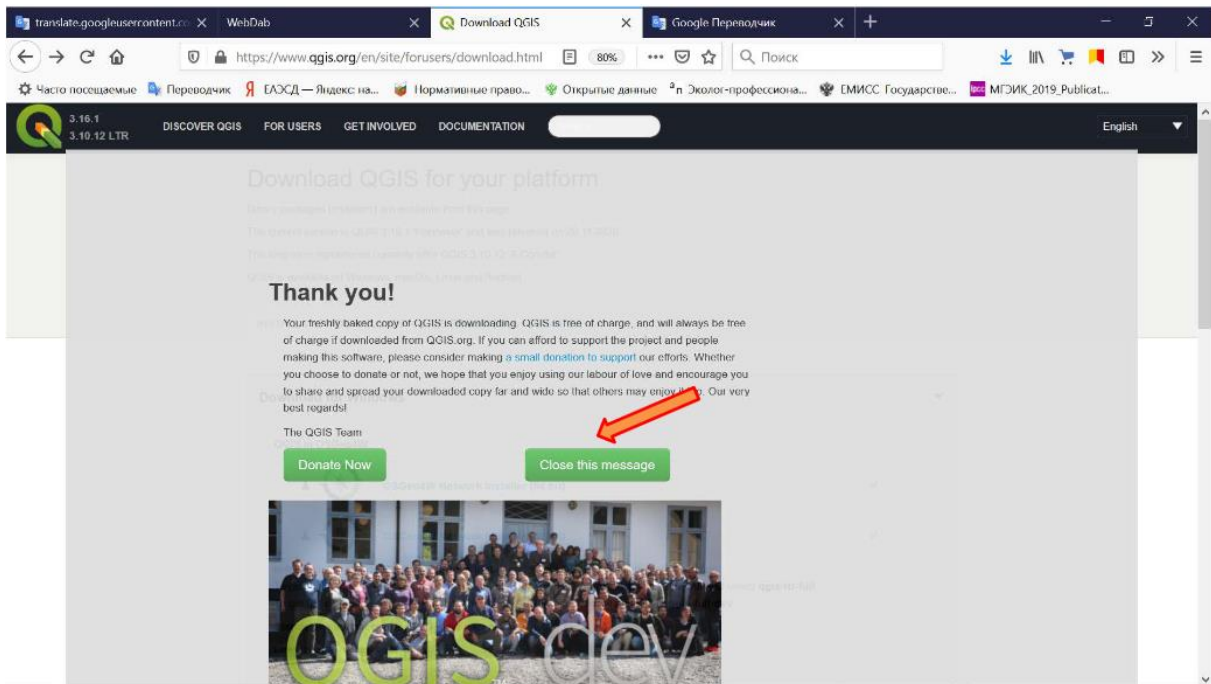 translate.googleusercontent.co
WebDab
Download QGIS
Google Переводчик
https://www.qgis.org/en/site/forusers/download.html
80%
Поиск
Часто посещаемые
Переводчик
ЕАЭСД — Яндекс: на...
Нормативные право...
Открытые данные
Эколог-профессиона...
ЕМИСС Государстве...
МГЭИК_2019_Publicat...
3.16.1
3.10.12 LTR
DISCOVER QGIS
FOR USERS
GET INVOLVED
DOCUMENTATION
English
Download QGIS for your platform
Thank you!
Your freshly baked copy of QGIS is downloading. QGIS is free of charge, and will always be free
of charge if downloaded from QGIS.org. If you can afford to support the project and people
making this software, please consider making a small donation to support our efforts. Whether
you choose to donate or not, we hope that you enjoy using our labour of love and encourage you
to share and spread your downloaded copy far and wide so that others may enjoy it too. Our very
best regards!
The QGIS Team
Donate Now
Close this message
OSGeo4W Network Installer
QGIS dev